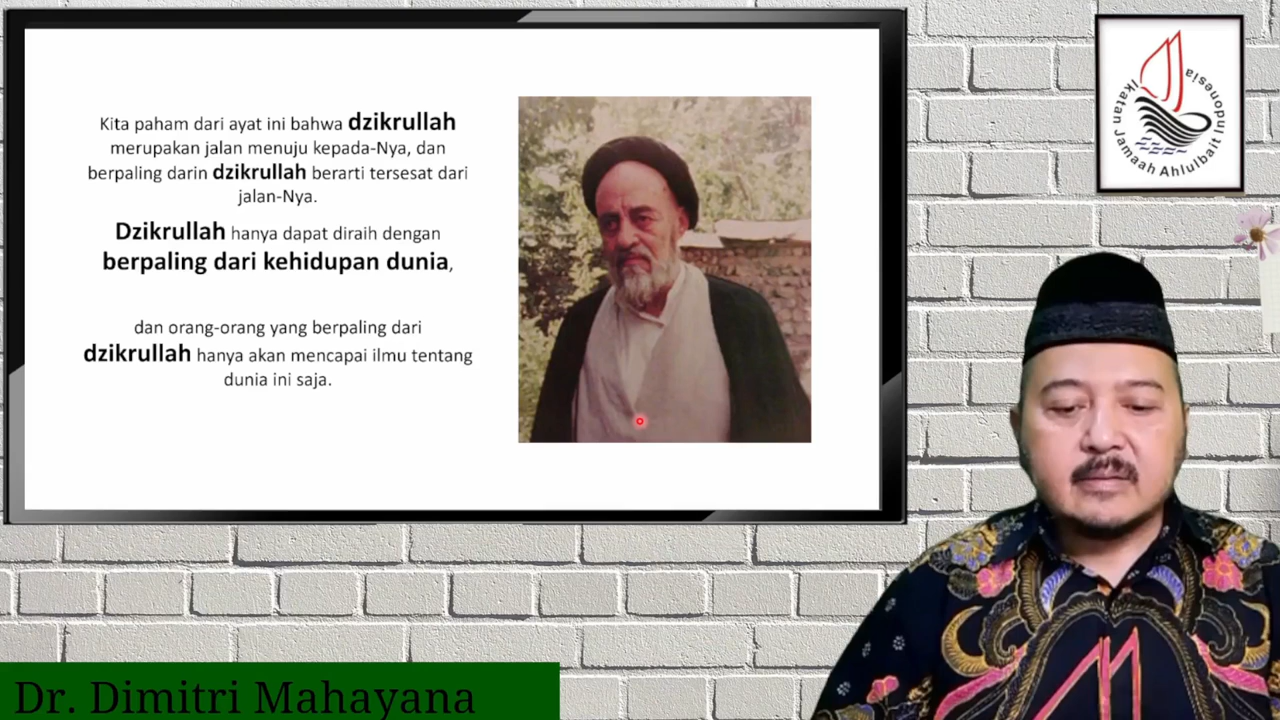 Kita paham dari ayat ini bahwa dzikrullah
merupakan jalan menuju kepada-Nya, dan
berpaling darin dzikrullah berarti tersesat dari
jalan-Nya.
Dzikrullah hanya dapat diraih dengan
berpaling dari kehidupan dunia,
dan orang-orang yang berpaling dari
dzikrullah hanya akan mencapai ilmu tentang
dunia ini saja.
Ikatan Jamaah Ahlulbait Indonesia
Dr. Dimitri Mahayana